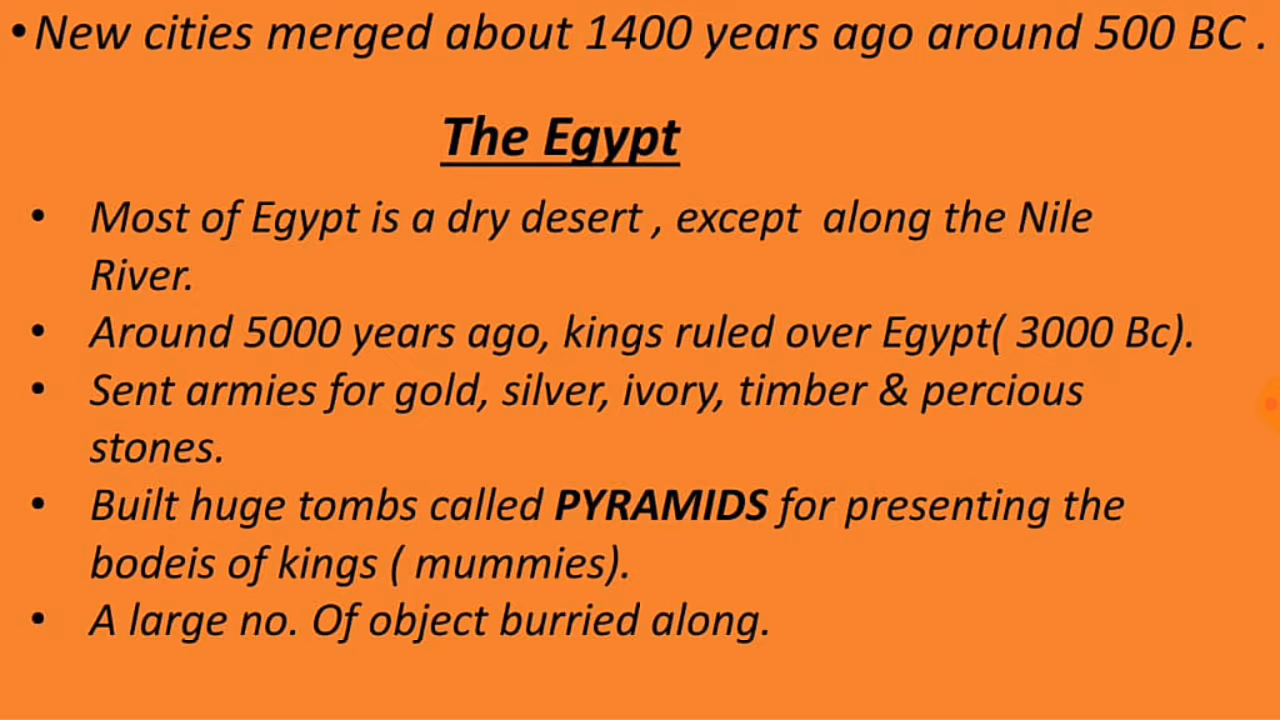 • New cities merged about 1400 years ago around 500 BC .
The Egypt
• Most of Egypt is a dry desert , except along the Nile
River.
• Around 5000 years ago, kings ruled over Egypt( 3000 Bc).
• Sent armies for gold, silver, ivory, timber & percious
stones.
• Built huge tombs called PYRAMIDS for presenting the
bodeis of kings ( mummies).
• A large no. Of object burried along.